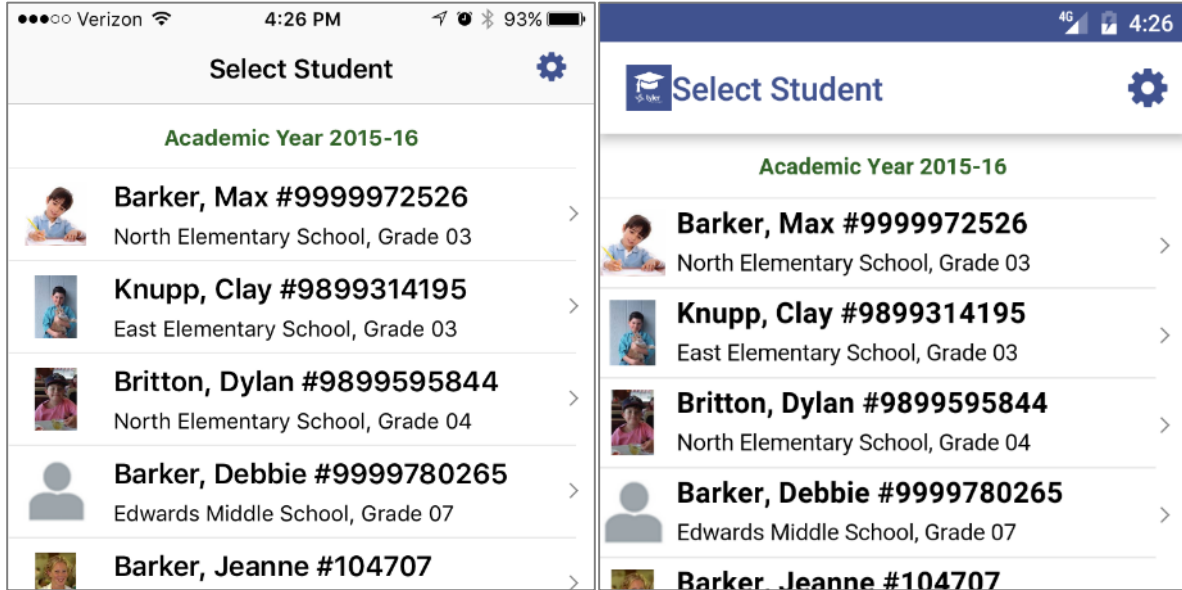 ●●●○○ Verizon 4:26 PM 93%
Select Student
Academic Year 2015-16
Barker, Max #9999972526
North Elementary School, Grade 03
Knupp, Clay #9899314195
East Elementary School, Grade 03
Britton, Dylan #9899595844
North Elementary School, Grade 04
Barker, Debbie #9999780265
Edwards Middle School, Grade 07
Barker, Jeanne #104707
4G 4:26
tyler
Select Student
Academic Year 2015-16
Barker, Max #9999972526
North Elementary School, Grade 03
Knupp, Clay #9899314195
East Elementary School, Grade 03
Britton, Dylan #9899595844
North Elementary School, Grade 04
Barker, Debbie #9999780265
Edwards Middle School, Grade 07
Barker, Jeanne #104707